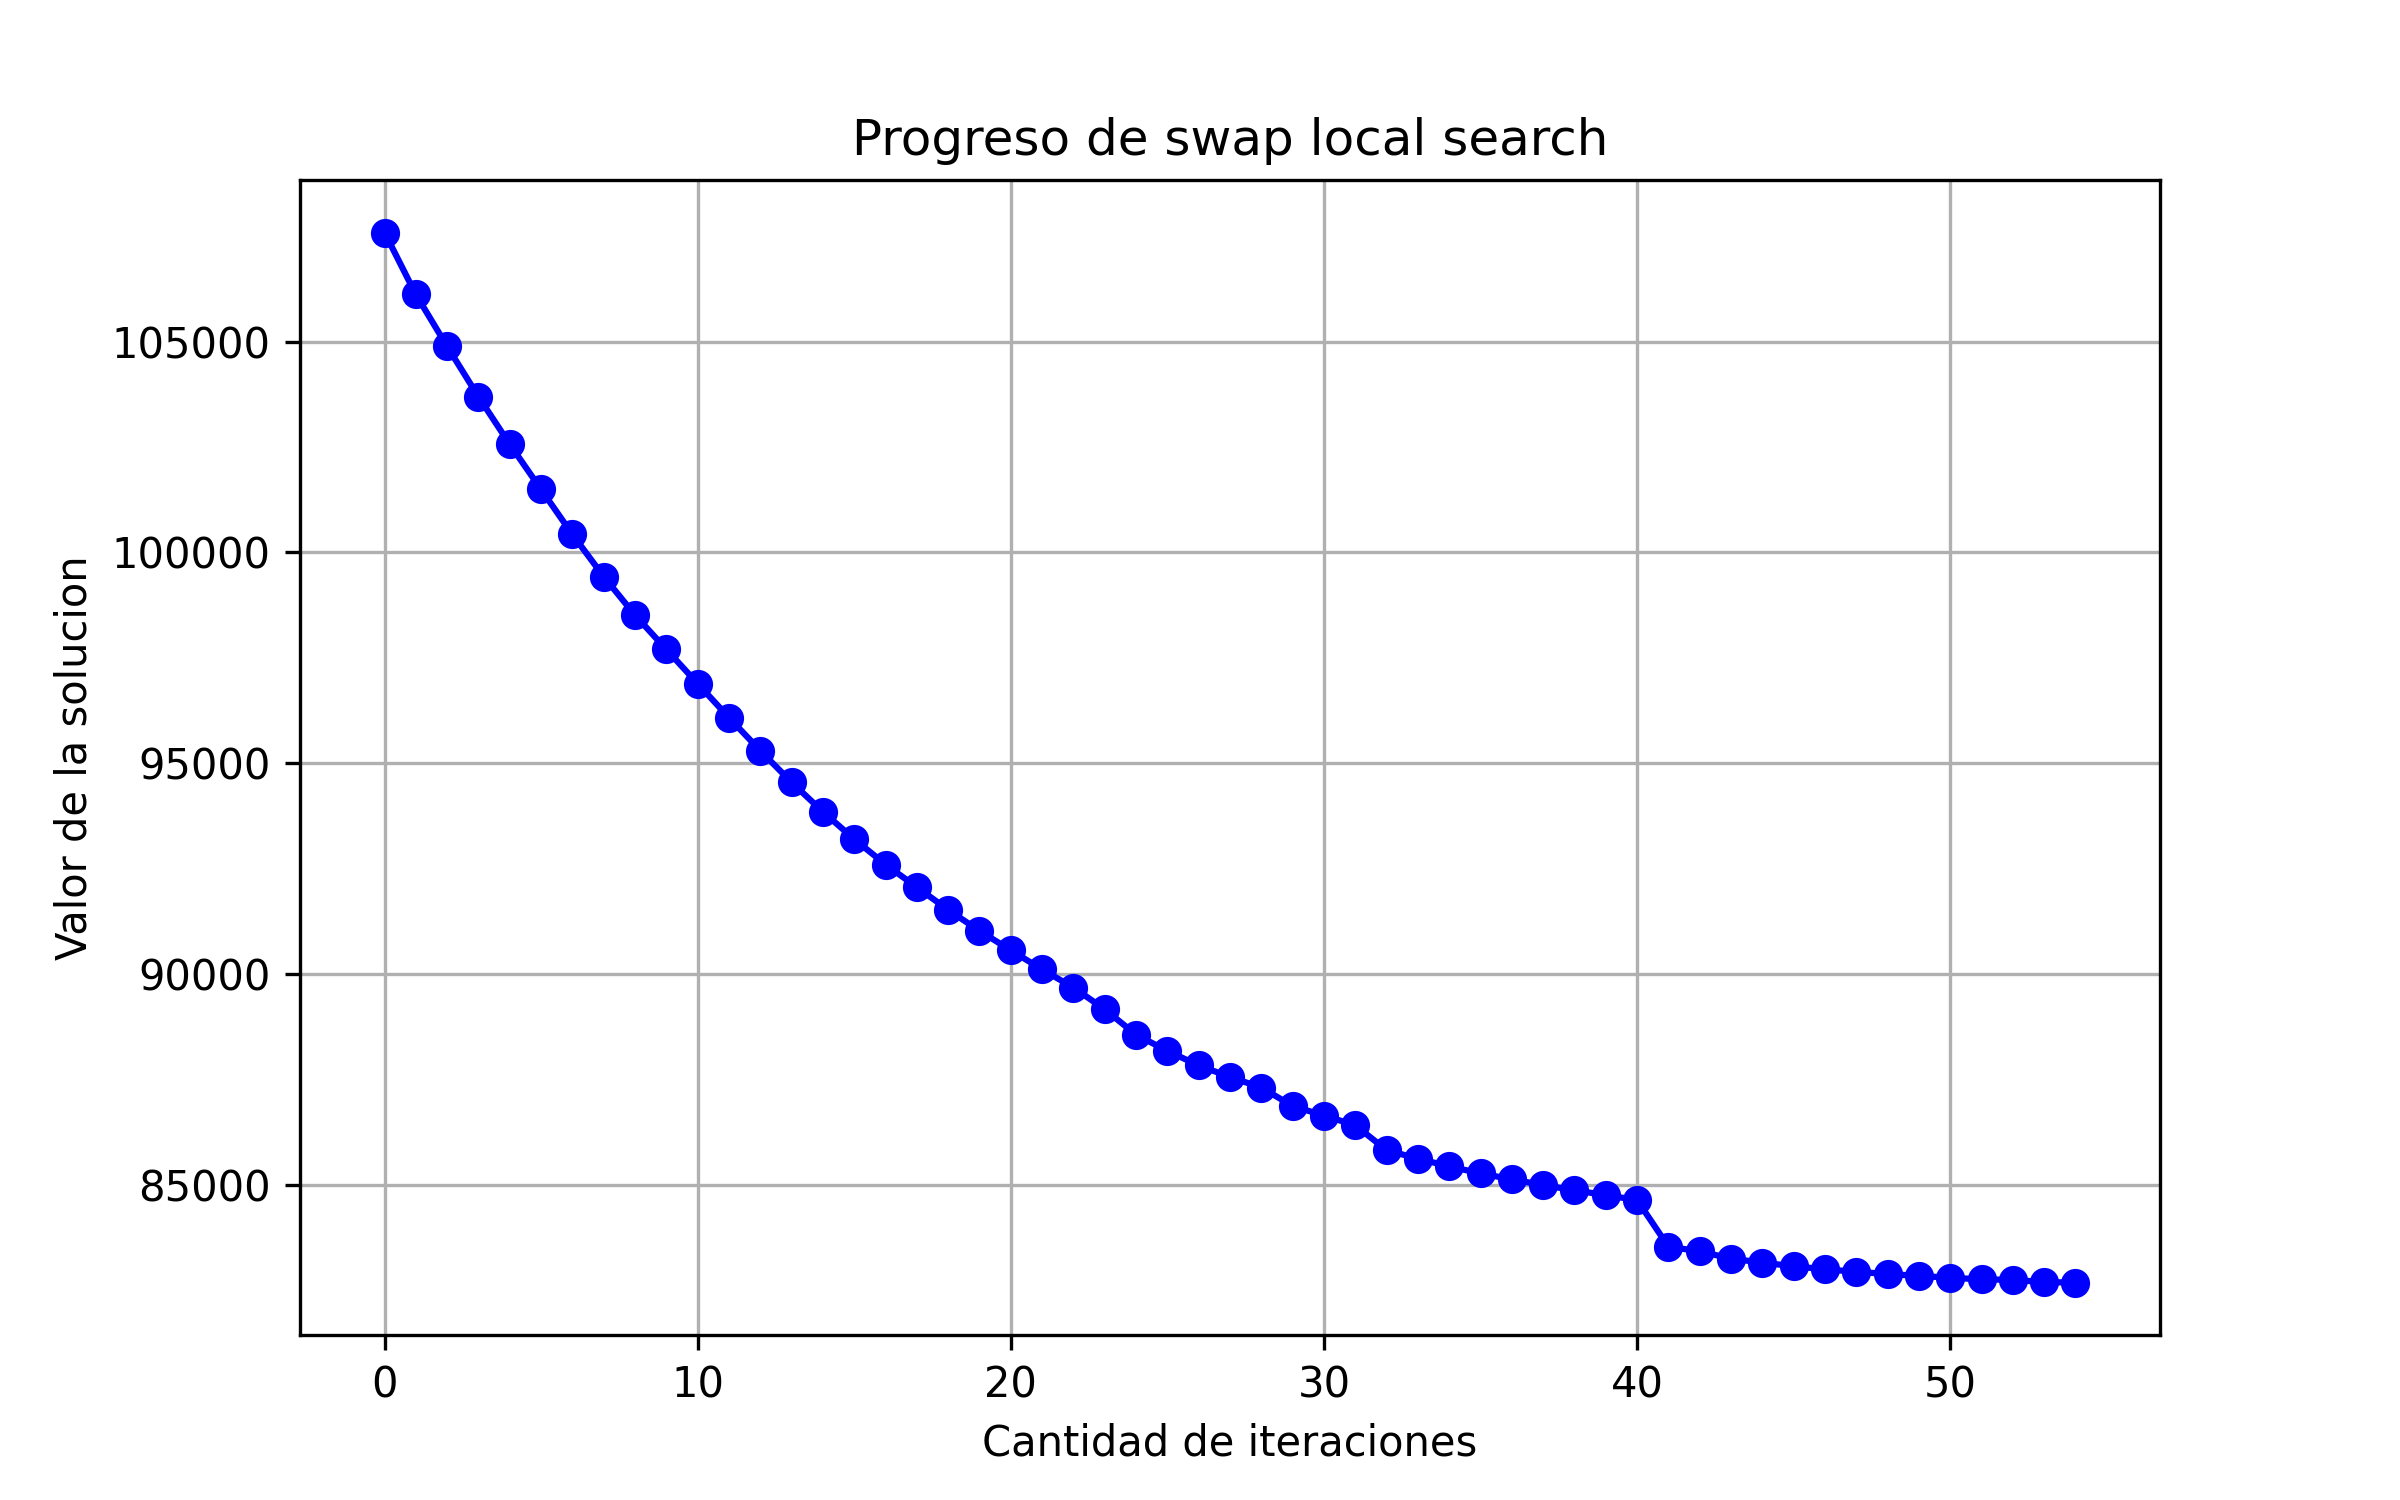 Progreso de swap local search
Valor de la solucion
105000
100000
95000
90000
85000
0 10 20 30 40 50
Cantidad de iteraciones